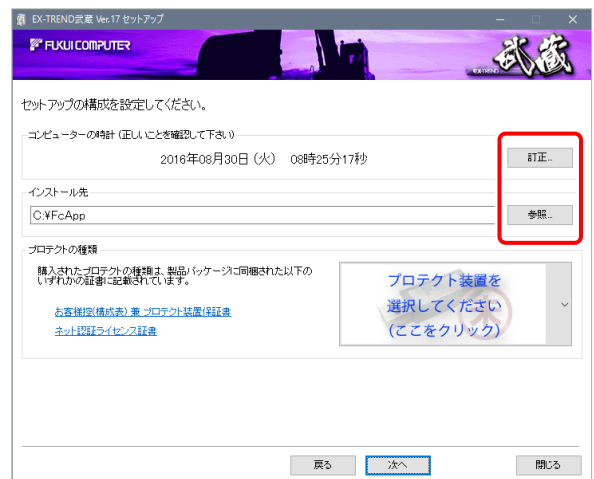 EX-TREND武蔵 Ver.17 セットアップ
FUKUI COMPUTER
EX-TREND 武蔵
セットアップの構成を設定してください。
コンピューターの時計 (正しいことを確認して下さい)
2016年08月30日 (火) 08時25分17秒
訂正...
インストール先
C:¥FcApp
参照...
プロテクトの種類
購入されたプロテクトの種類は、製品パッケージに同梱された以下の
いずれかの証書に記載されています。
お客様控(構成表) 兼 プロテクト装置保証書
ネット認証ライセンス証書
プロテクト装置を
選択してください
(ここをクリック)
戻る
次へ
閉じる